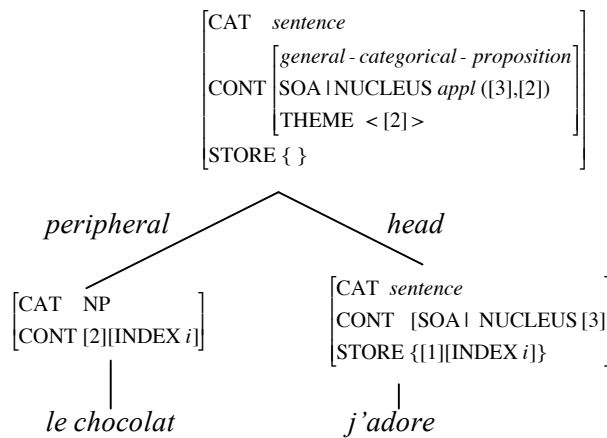 CAT sentence
general - categorical - proposition
CONT SOA | NUCLEUS appl ([3],[2])
THEME < [2] >
STORE { }
peripheral head
CAT NP
CONT [2][INDEX i]
CAT sentence
CONT [SOA | NUCLEUS [3]
STORE {[1][INDEX i]}
le chocolat j'adore